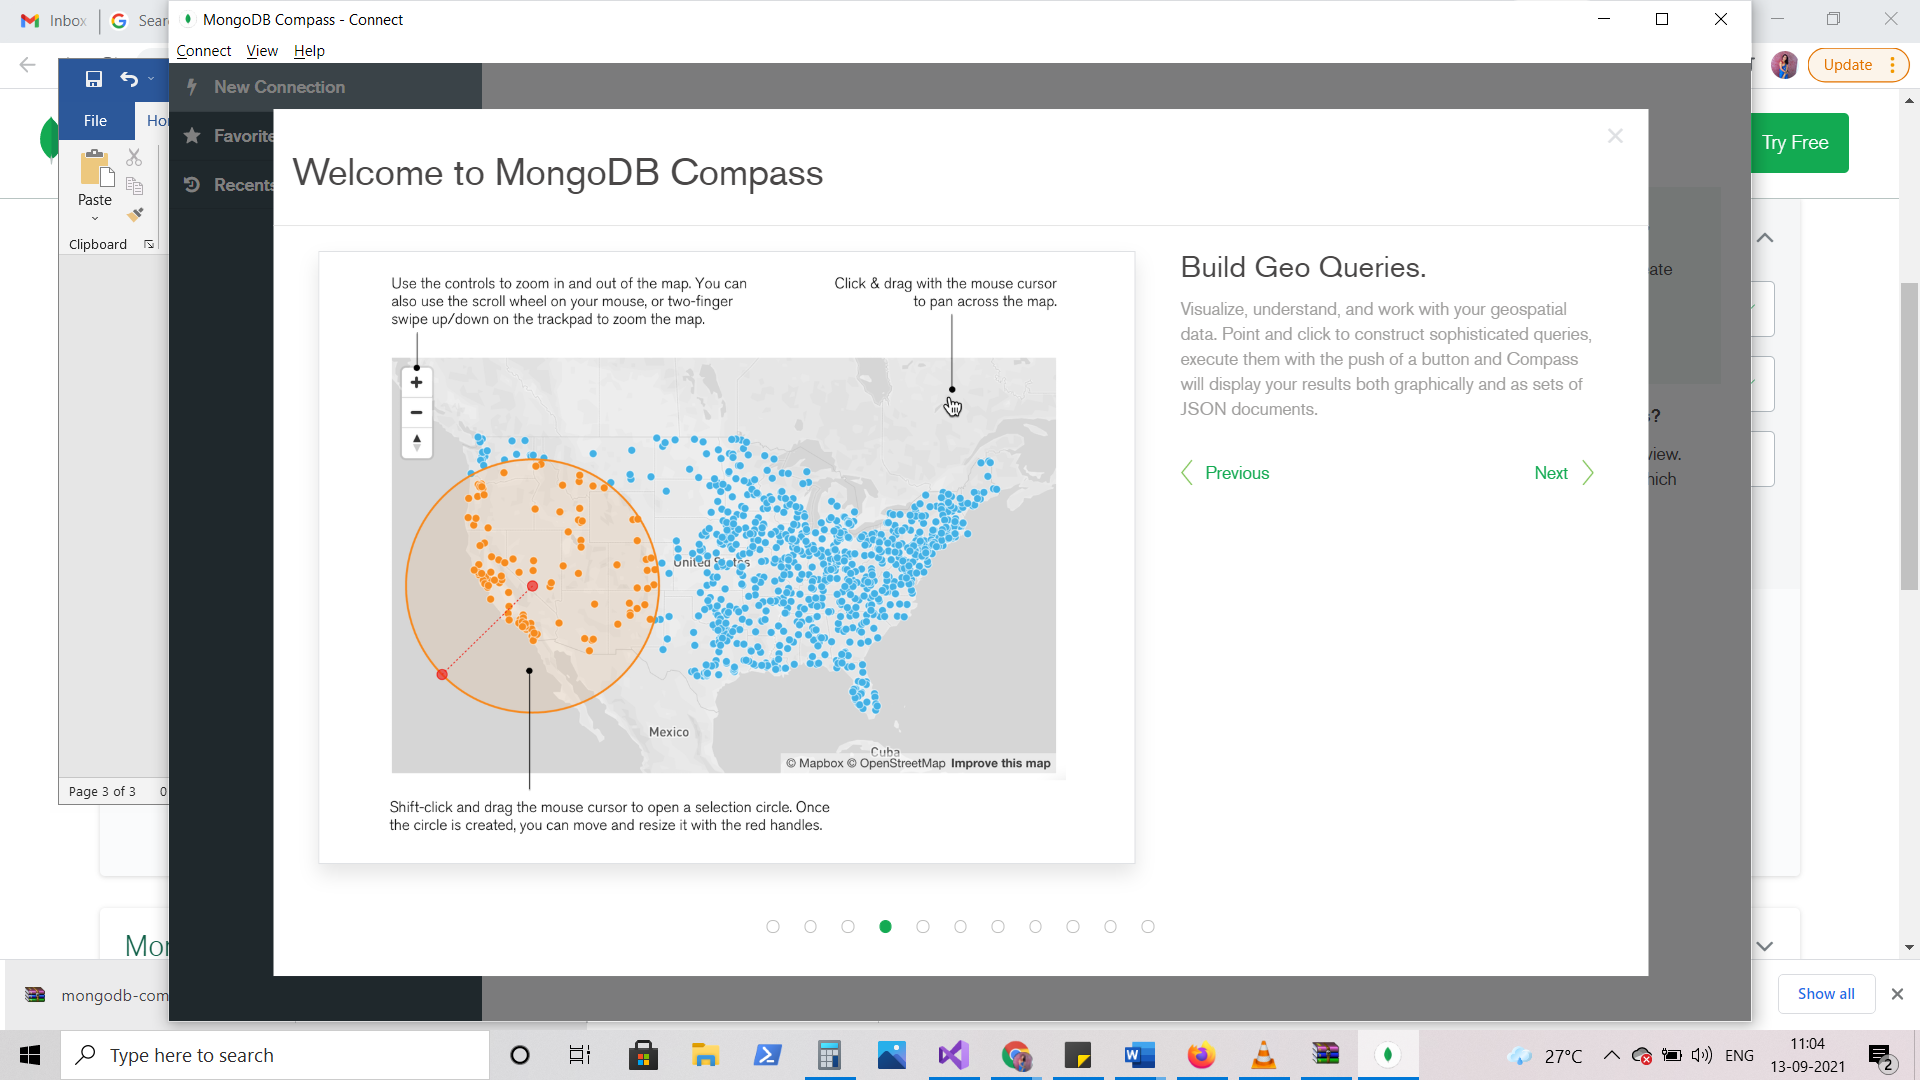 Inbox
Sear
MongoDB Compass - Connect
Connect View Help
Update
New Connection
File
Ho
Favorite
Try Free
Welcome to MongoDB Compass
Recents
Paste
Clipboard
Use the controls to zoom in and out of the map. You can
also use the scroll wheel on your mouse, or two-finger
swipe up/down on the trackpad to zoom the map.
Click & drag with the mouse cursor
to pan across the map.
Build Geo Queries.
Visualize, understand, and work with your geospatial
data. Point and click to construct sophisticated queries,
execute them with the push of a button and Compass
will display your results both graphically and as sets of
JSON documents.
ate
?
view.
Previous
Next
United States
Mexico
Cuba
© Mapbox © OpenStreetMap Improve this map
Page 3 of 3
0
Shift-click and drag the mouse cursor to open a selection circle. Once
the circle is created, you can move and resize it with the red handles.
Mon
mongodb-com
Show all
Type here to search
27°C
ENG
11:04
13-09-2021
2